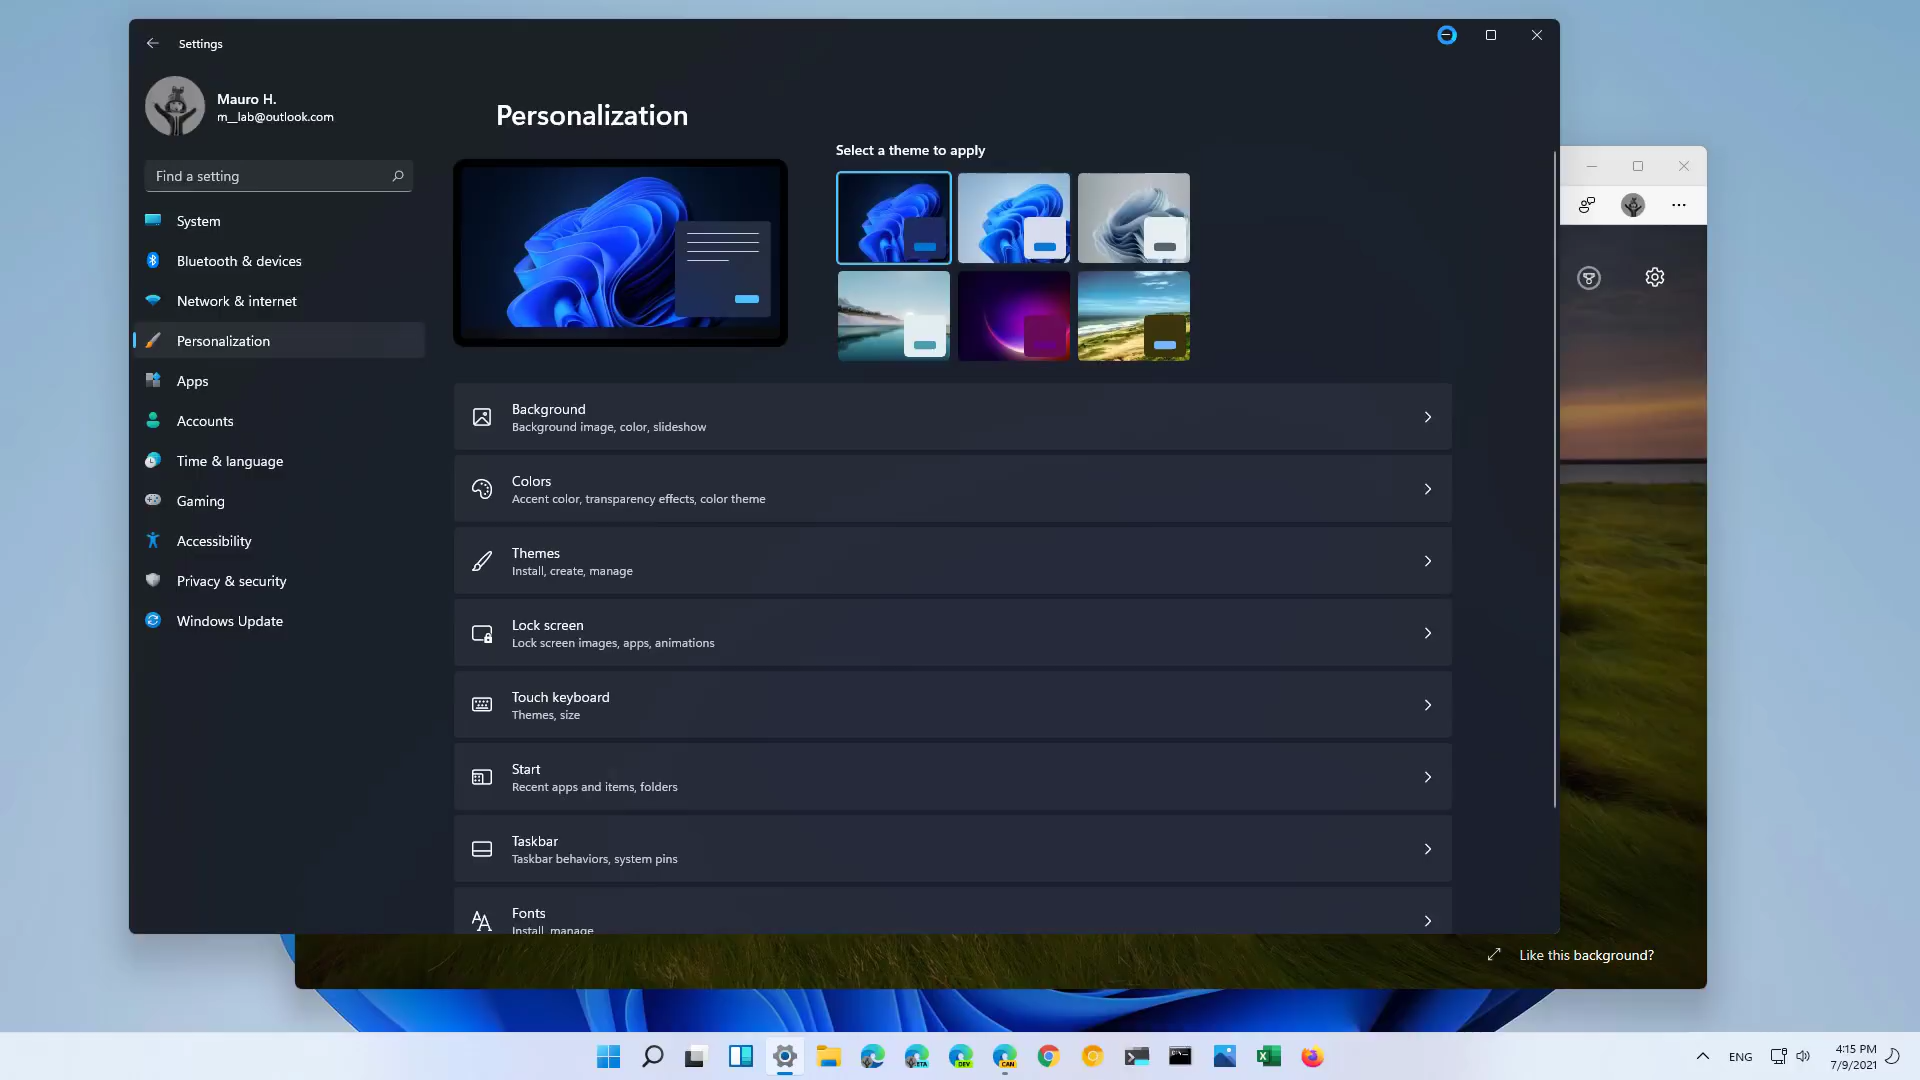 Settings
Mauro H.
m__lab@outlook.com
Find a setting
System
Bluetooth & devices
Network & internet
Personalization
Apps
Accounts
Time & language
Gaming
Accessibility
Privacy & security
Windows Update
Personalization
Select a theme to apply
Background
Background image, color, slideshow
Colors
Accent color, transparency effects, color theme
Themes
Install, create, manage
Lock screen
Lock screen images, apps, animations
Touch keyboard
Themes, size
Start
Recent apps and items, folders
Taskbar
Taskbar behaviors, system pins
Fonts
Install, manage
Like this background?
DEV
CAN
ENG
4:15 PM
7/9/2021